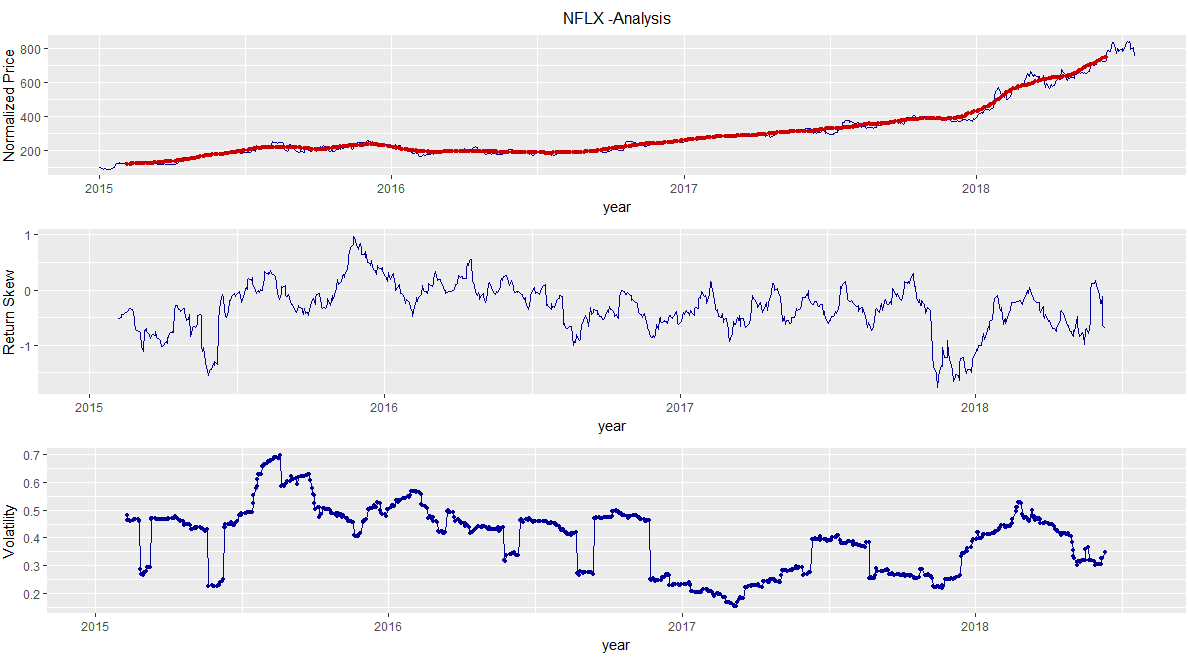 NFLX -Analysis
Normalized Price
800
600
400
200
2015 2016 2017 2018
year
Return Skew
1
0
-1
2015 2016 2017 2018
year
Volatility
0.7
0.6
0.5
0.4
0.3
0.2
2015 2016 2017 2018
year